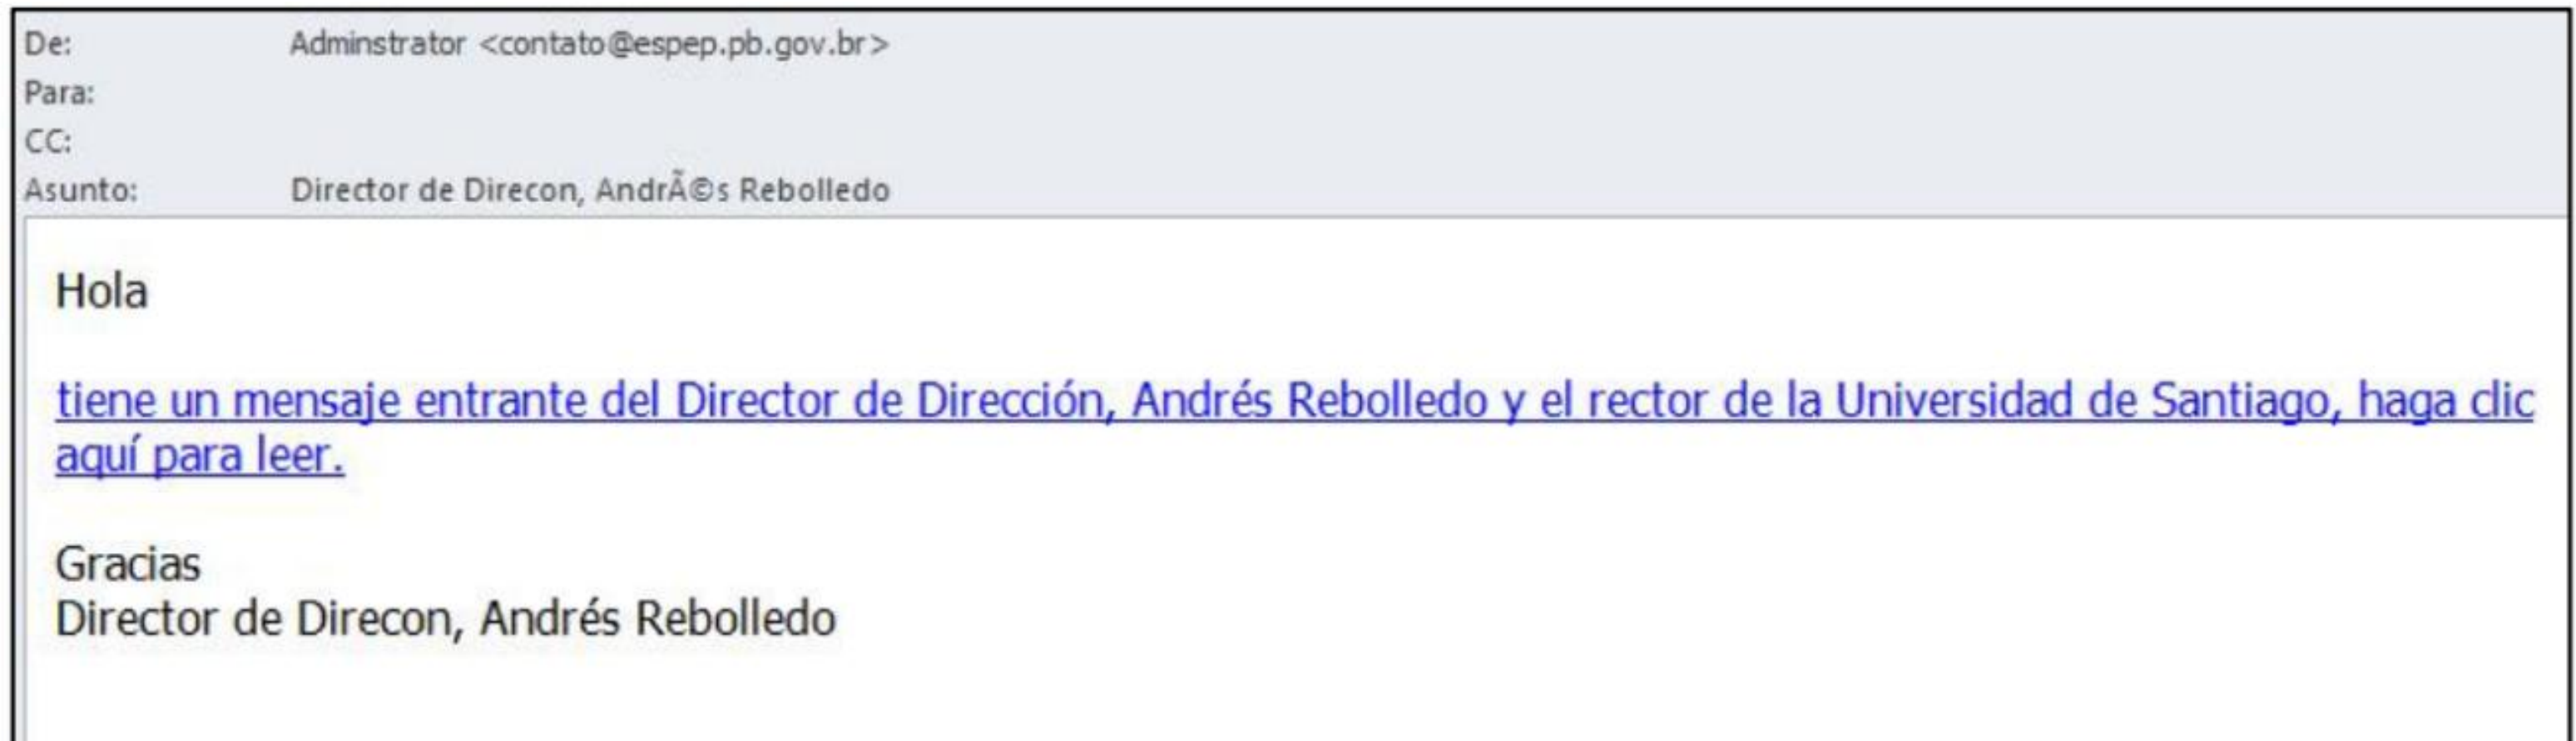 De: Adminstrator <contato@espep.pb.gov.br>
Para:
CC:
Asunto: Director de Direcon, AndrÃ©s Rebolledo
Hola
tiene un mensaje entrante del Director de Dirección, Andrés Rebolledo y el rector de la Universidad de Santiago, haga clic
aquí para leer.
Gracias
Director de Direcon, Andrés Rebolledo